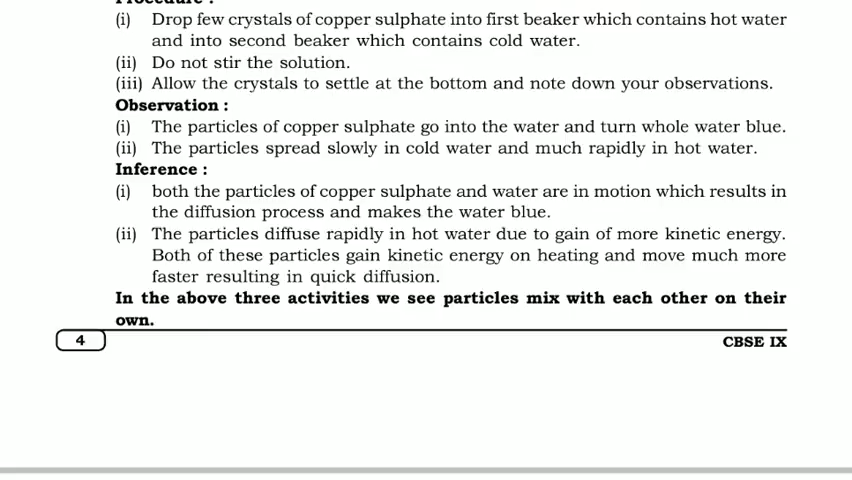 Procedure :
(i) Drop few crystals of copper sulphate into first beaker which contains hot water
and into second beaker which contains cold water.
(ii) Do not stir the solution.
(iii) Allow the crystals to settle at the bottom and note down your observations.
Observation :
(i) The particles of copper sulphate go into the water and turn whole water blue.
(ii) The particles spread slowly in cold water and much rapidly in hot water.
Inference :
(i) both the particles of copper sulphate and water are in motion which results in
the diffusion process and makes the water blue.
(ii) The particles diffuse rapidly in hot water due to gain of more kinetic energy.
Both of these particles gain kinetic energy on heating and move much more
faster resulting in quick diffusion.
In the above three activities we see particles mix with each other on their
own.
4
CBSE IX